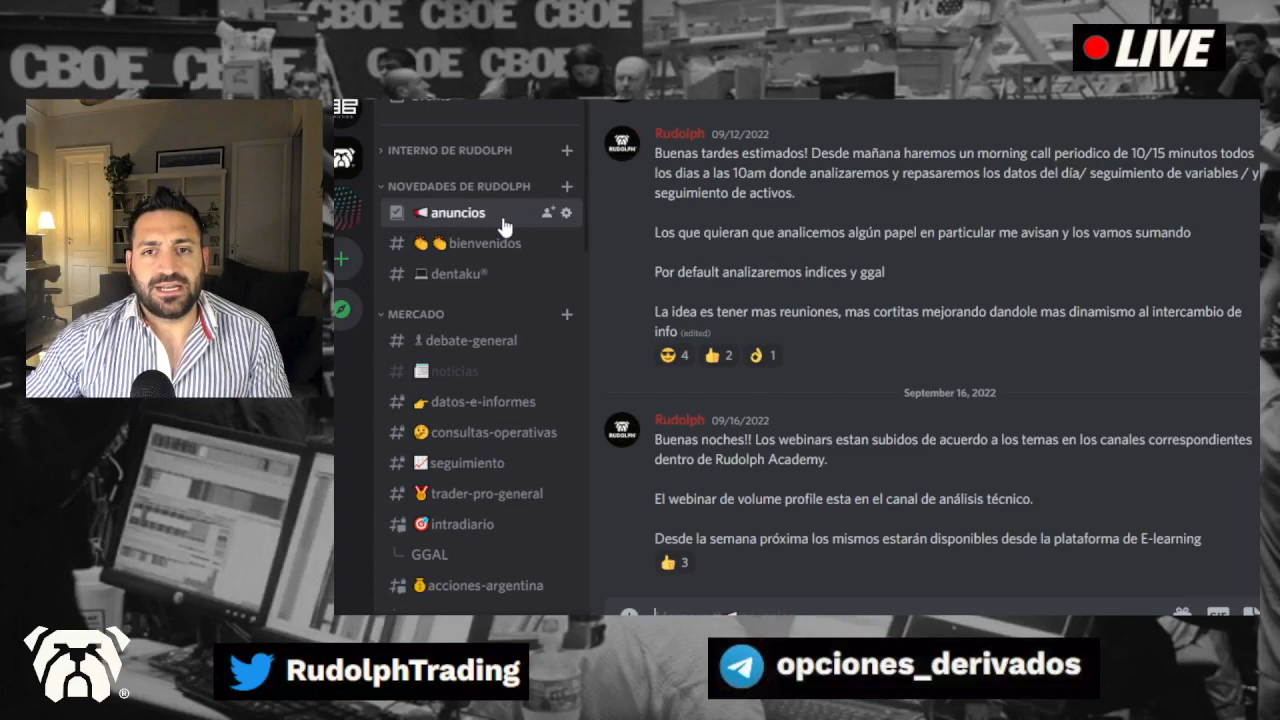 CBOE CBOE CBOE
CBOE CBOE CBOE
LIVE
INTERNO DE RUDOLPH
NOVEDADES DE RUDOLPH
anuncios
bienvenidos
dentaku®
MERCADO
debate-general
noticias
datos-e-informes
consultas-operativas
seguimiento
trader-pro-general
intradiario
GGAL
acciones-argentina
RUDOLPH
Rudolph 09/12/2022
Buenas tardes estimados! Desde mañana haremos un morning call periodico de 10/15 minutos todos
los dias a las 10am donde analizaremos y repasaremos los datos del día/ seguimiento de variables / y
seguimiento de activos.
Los que quieran que analicemos algún papel en particular me avisan y los vamos sumando
Por default analizaremos indices y ggal
La idea es tener mas reuniones, mas cortitas mejorando dandole mas dinamismo al intercambio de
info (edited)
4 2 1
September 16, 2022
RUDOLPH
Rudolph 09/16/2022
Buenas noches!! Los webinars estan subidos de acuerdo a los temas en los canales correspondientes
dentro de Rudolph Academy.
El webinar de volume profile esta en el canal de análisis técnico.
Desde la semana próxima los mismos estarán disponibles desde la plataforma de E-learning
3
RudolphTrading
opciones_derivados